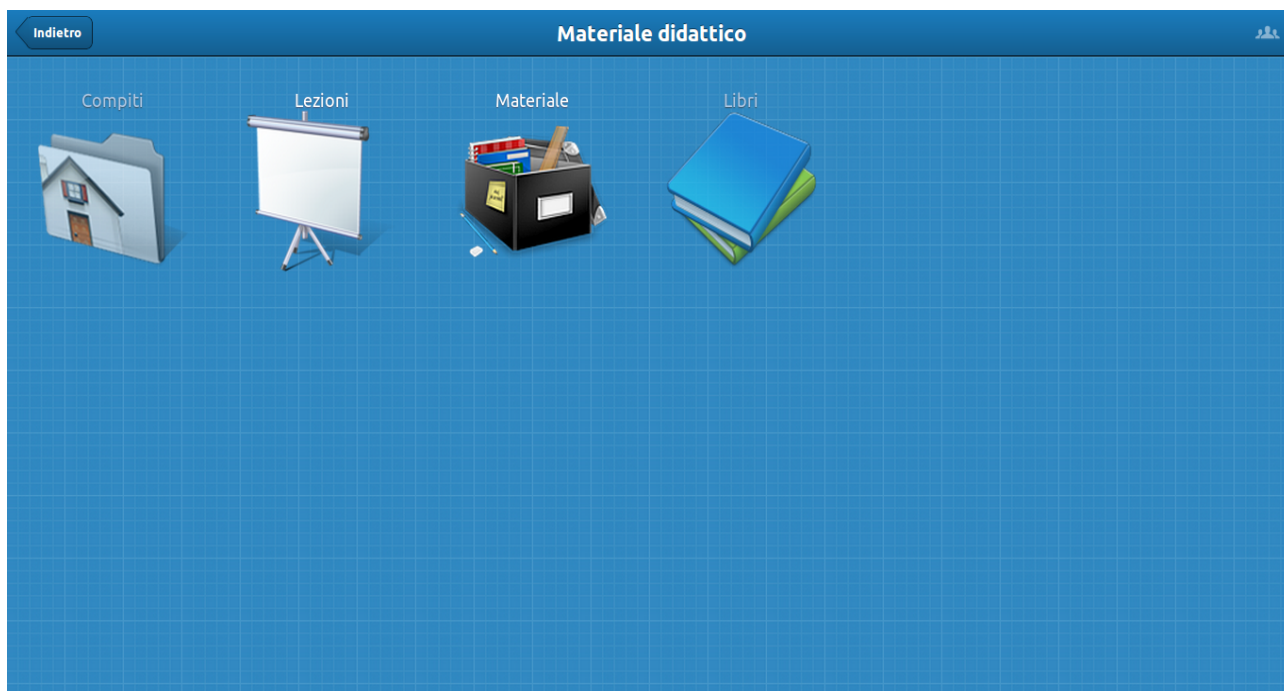 Indietro
Materiale didattico
Compiti
Lezioni
Materiale
Libri